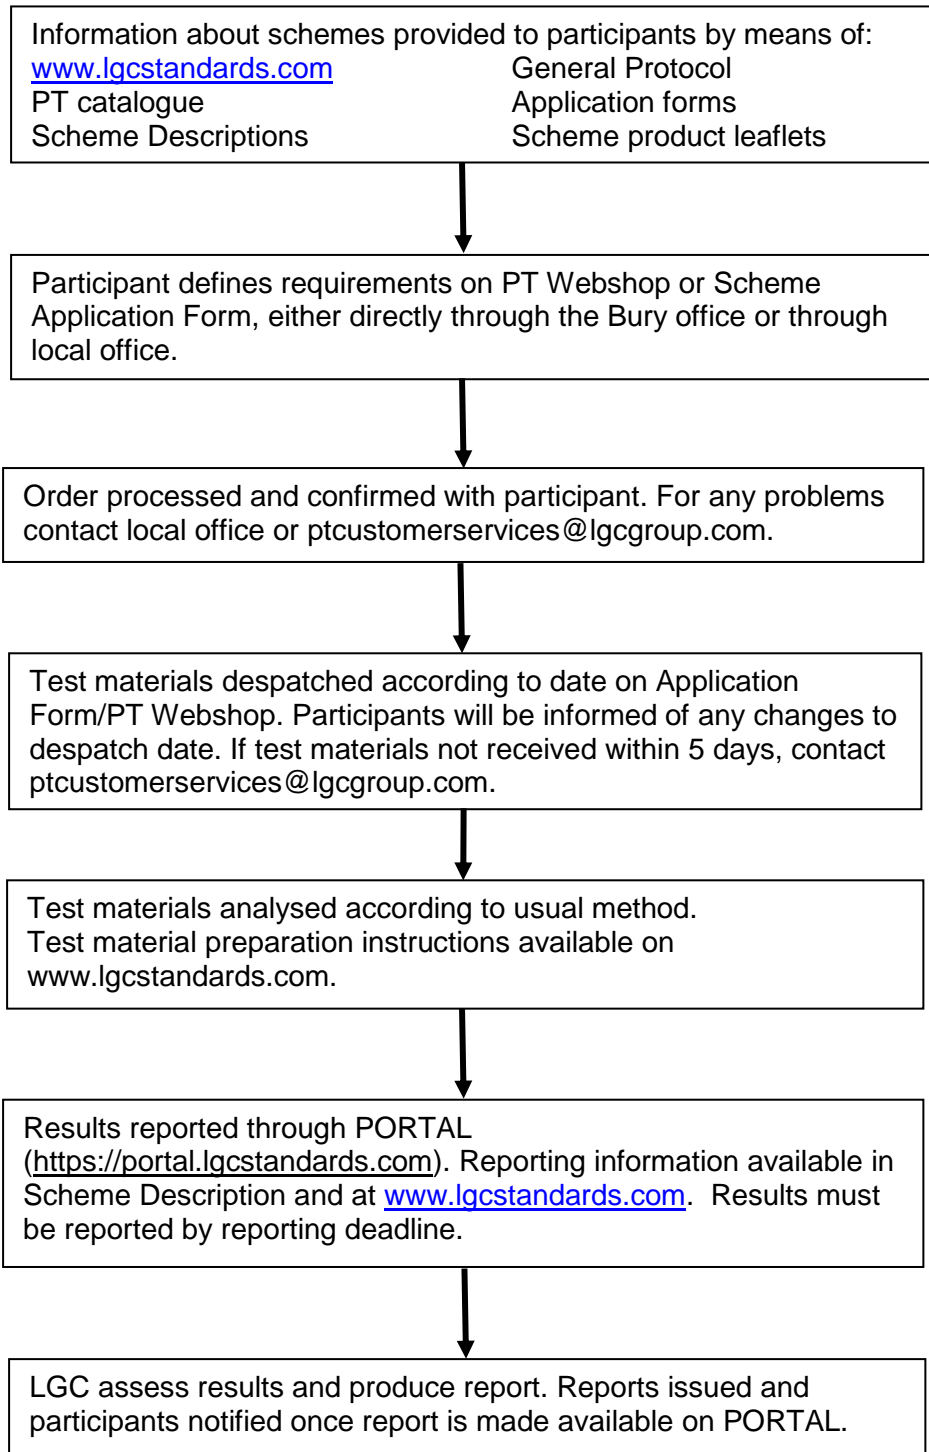 Information about schemes provided to participants by means of:
www.lgcstandards.com General Protocol
PT catalogue Application forms
Scheme Descriptions Scheme product leaflets
Participant defines requirements on PT Webshop or Scheme
Application Form, either directly through the Bury office or through
local office.
Order processed and confirmed with participant. For any problems
contact local office or ptcustomerservices@lgcgroup.com.
Test materials despatched according to date on Application
Form/PT Webshop. Participants will be informed of any changes to
despatch date. If test materials not received within 5 days, contact
ptcustomerservices@lgcgroup.com.
Test materials analysed according to usual method.
Test material preparation instructions available on
www.lgcstandards.com.
Results reported through PORTAL
(https://portal.lgcstandards.com). Reporting information available in
Scheme Description and at www.lgcstandards.com. Results must
be reported by reporting deadline.
LGC assess results and produce report. Reports issued and
participants notified once report is made available on PORTAL.